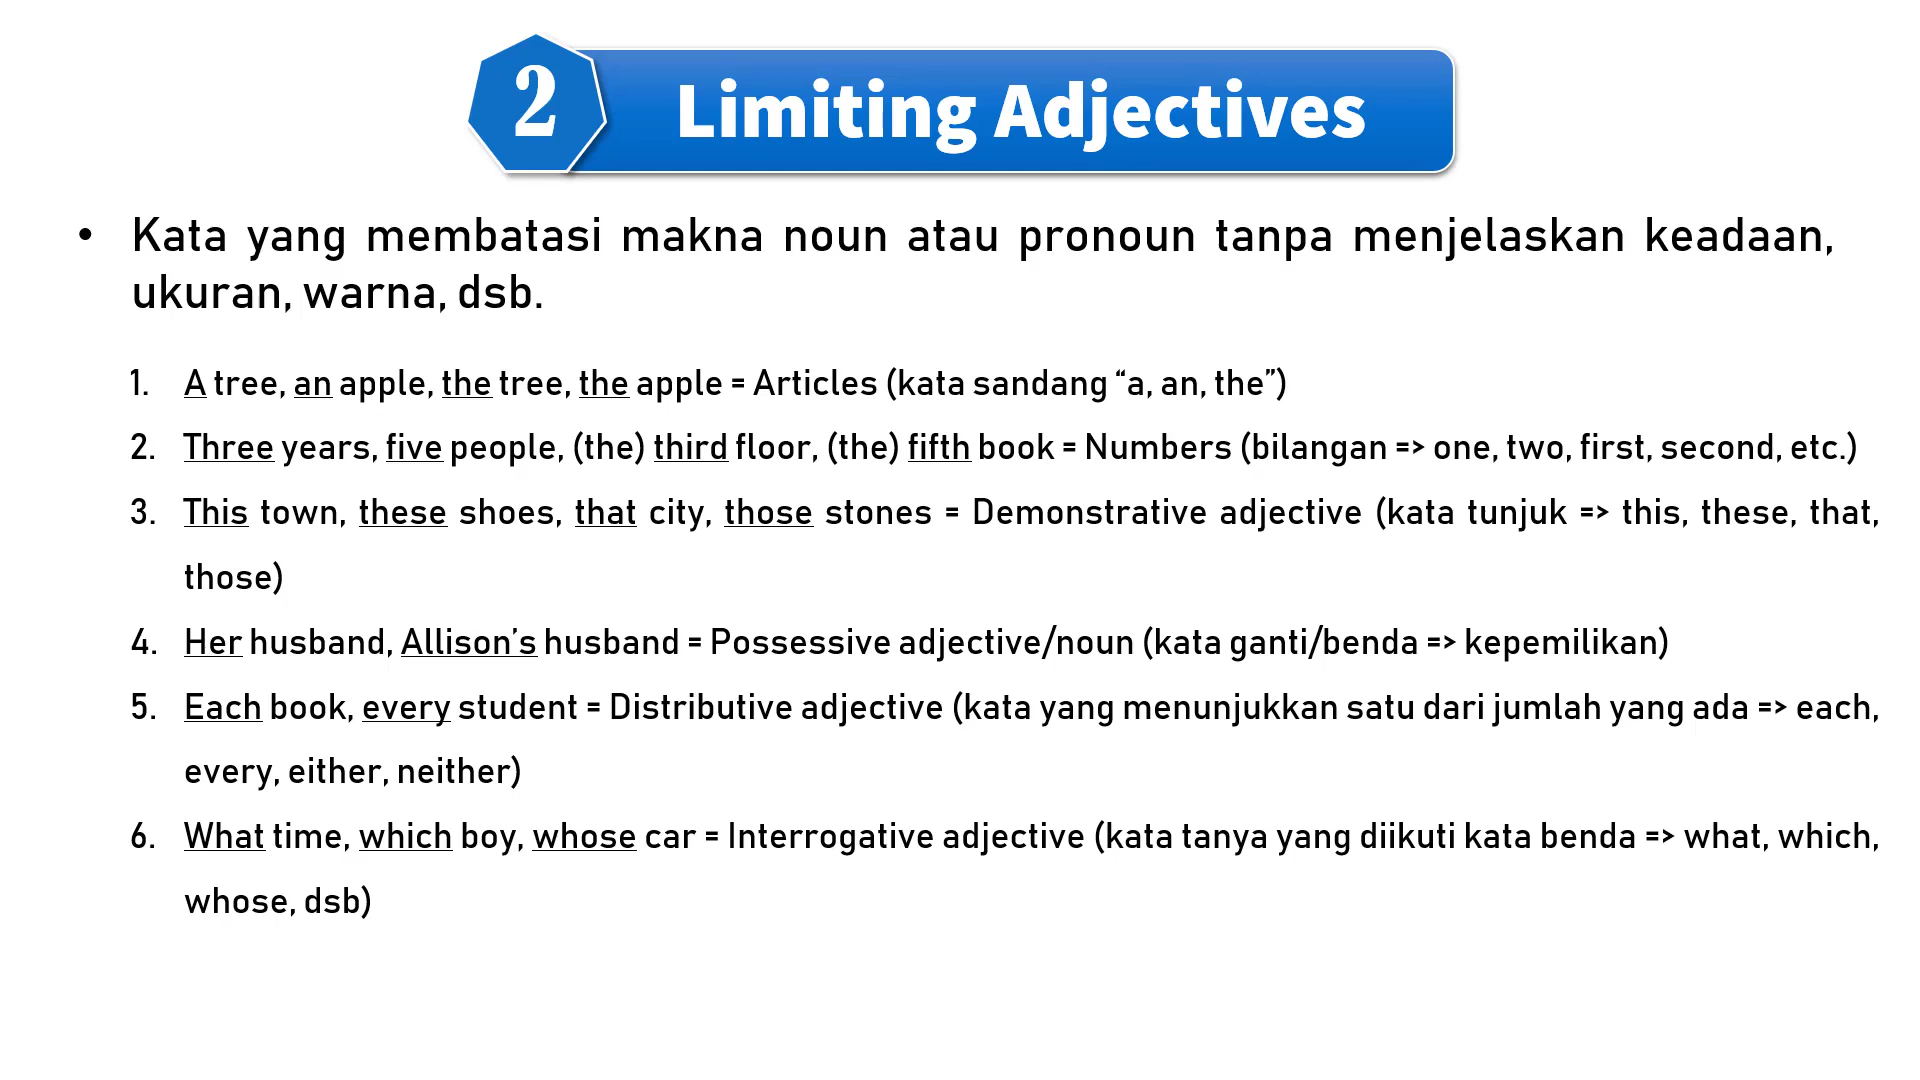 2 Limiting Adjectives
• Kata yang membatasi makna noun atau pronoun tanpa menjelaskan keadaan,
ukuran, warna, dsb.
1. A tree, an apple, the tree, the apple = Articles (kata sandang “a, an, the”)
2. Three years, five people, (the) third floor, (the) fifth book = Numbers (bilangan => one, two, first, second, etc.)
3. This town, these shoes, that city, those stones = Demonstrative adjective (kata tunjuk => this, these, that,
those)
4. Her husband, Allison’s husband = Possessive adjective/noun (kata ganti/benda => kepemilikan)
5. Each book, every student = Distributive adjective (kata yang menunjukkan satu dari jumlah yang ada => each,
every, either, neither)
6. What time, which boy, whose car = Interrogative adjective (kata tanya yang diikuti kata benda => what, which,
whose, dsb)